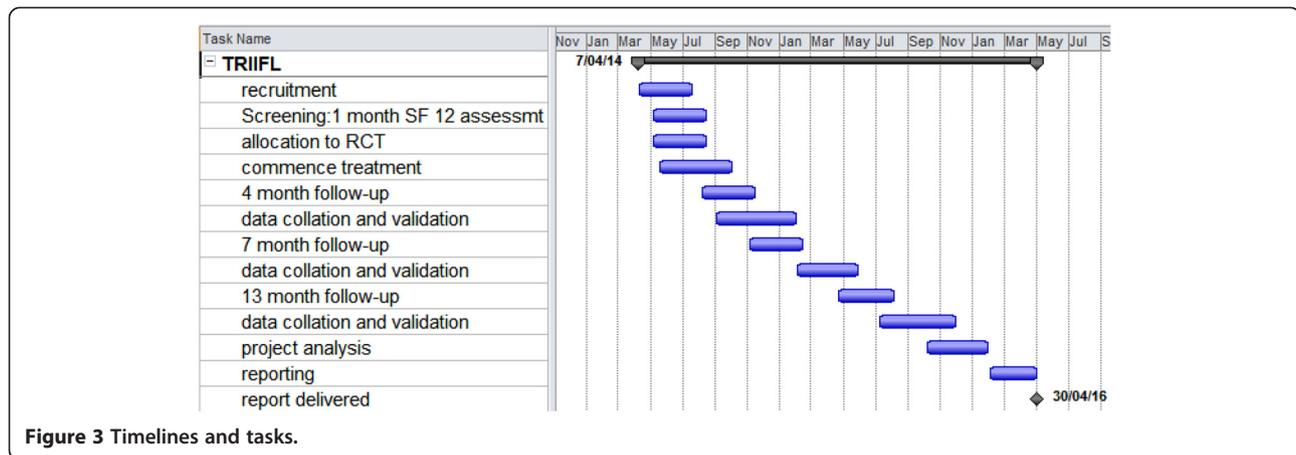 Task Name
Nov Jan Mar May Jul Sep Nov Jan Mar May Jul Sep Nov Jan Mar May Jul S
TRIIFL 7/04/14
recruitment
Screening:1 month SF 12 assessmt
allocation to RCT
commence treatment
4 month follow-up
data collation and validation
7 month follow-up
data collation and validation
13 month follow-up
data collation and validation
project analysis
reporting
report delivered 30/04/16
Figure 3 Timelines and tasks.